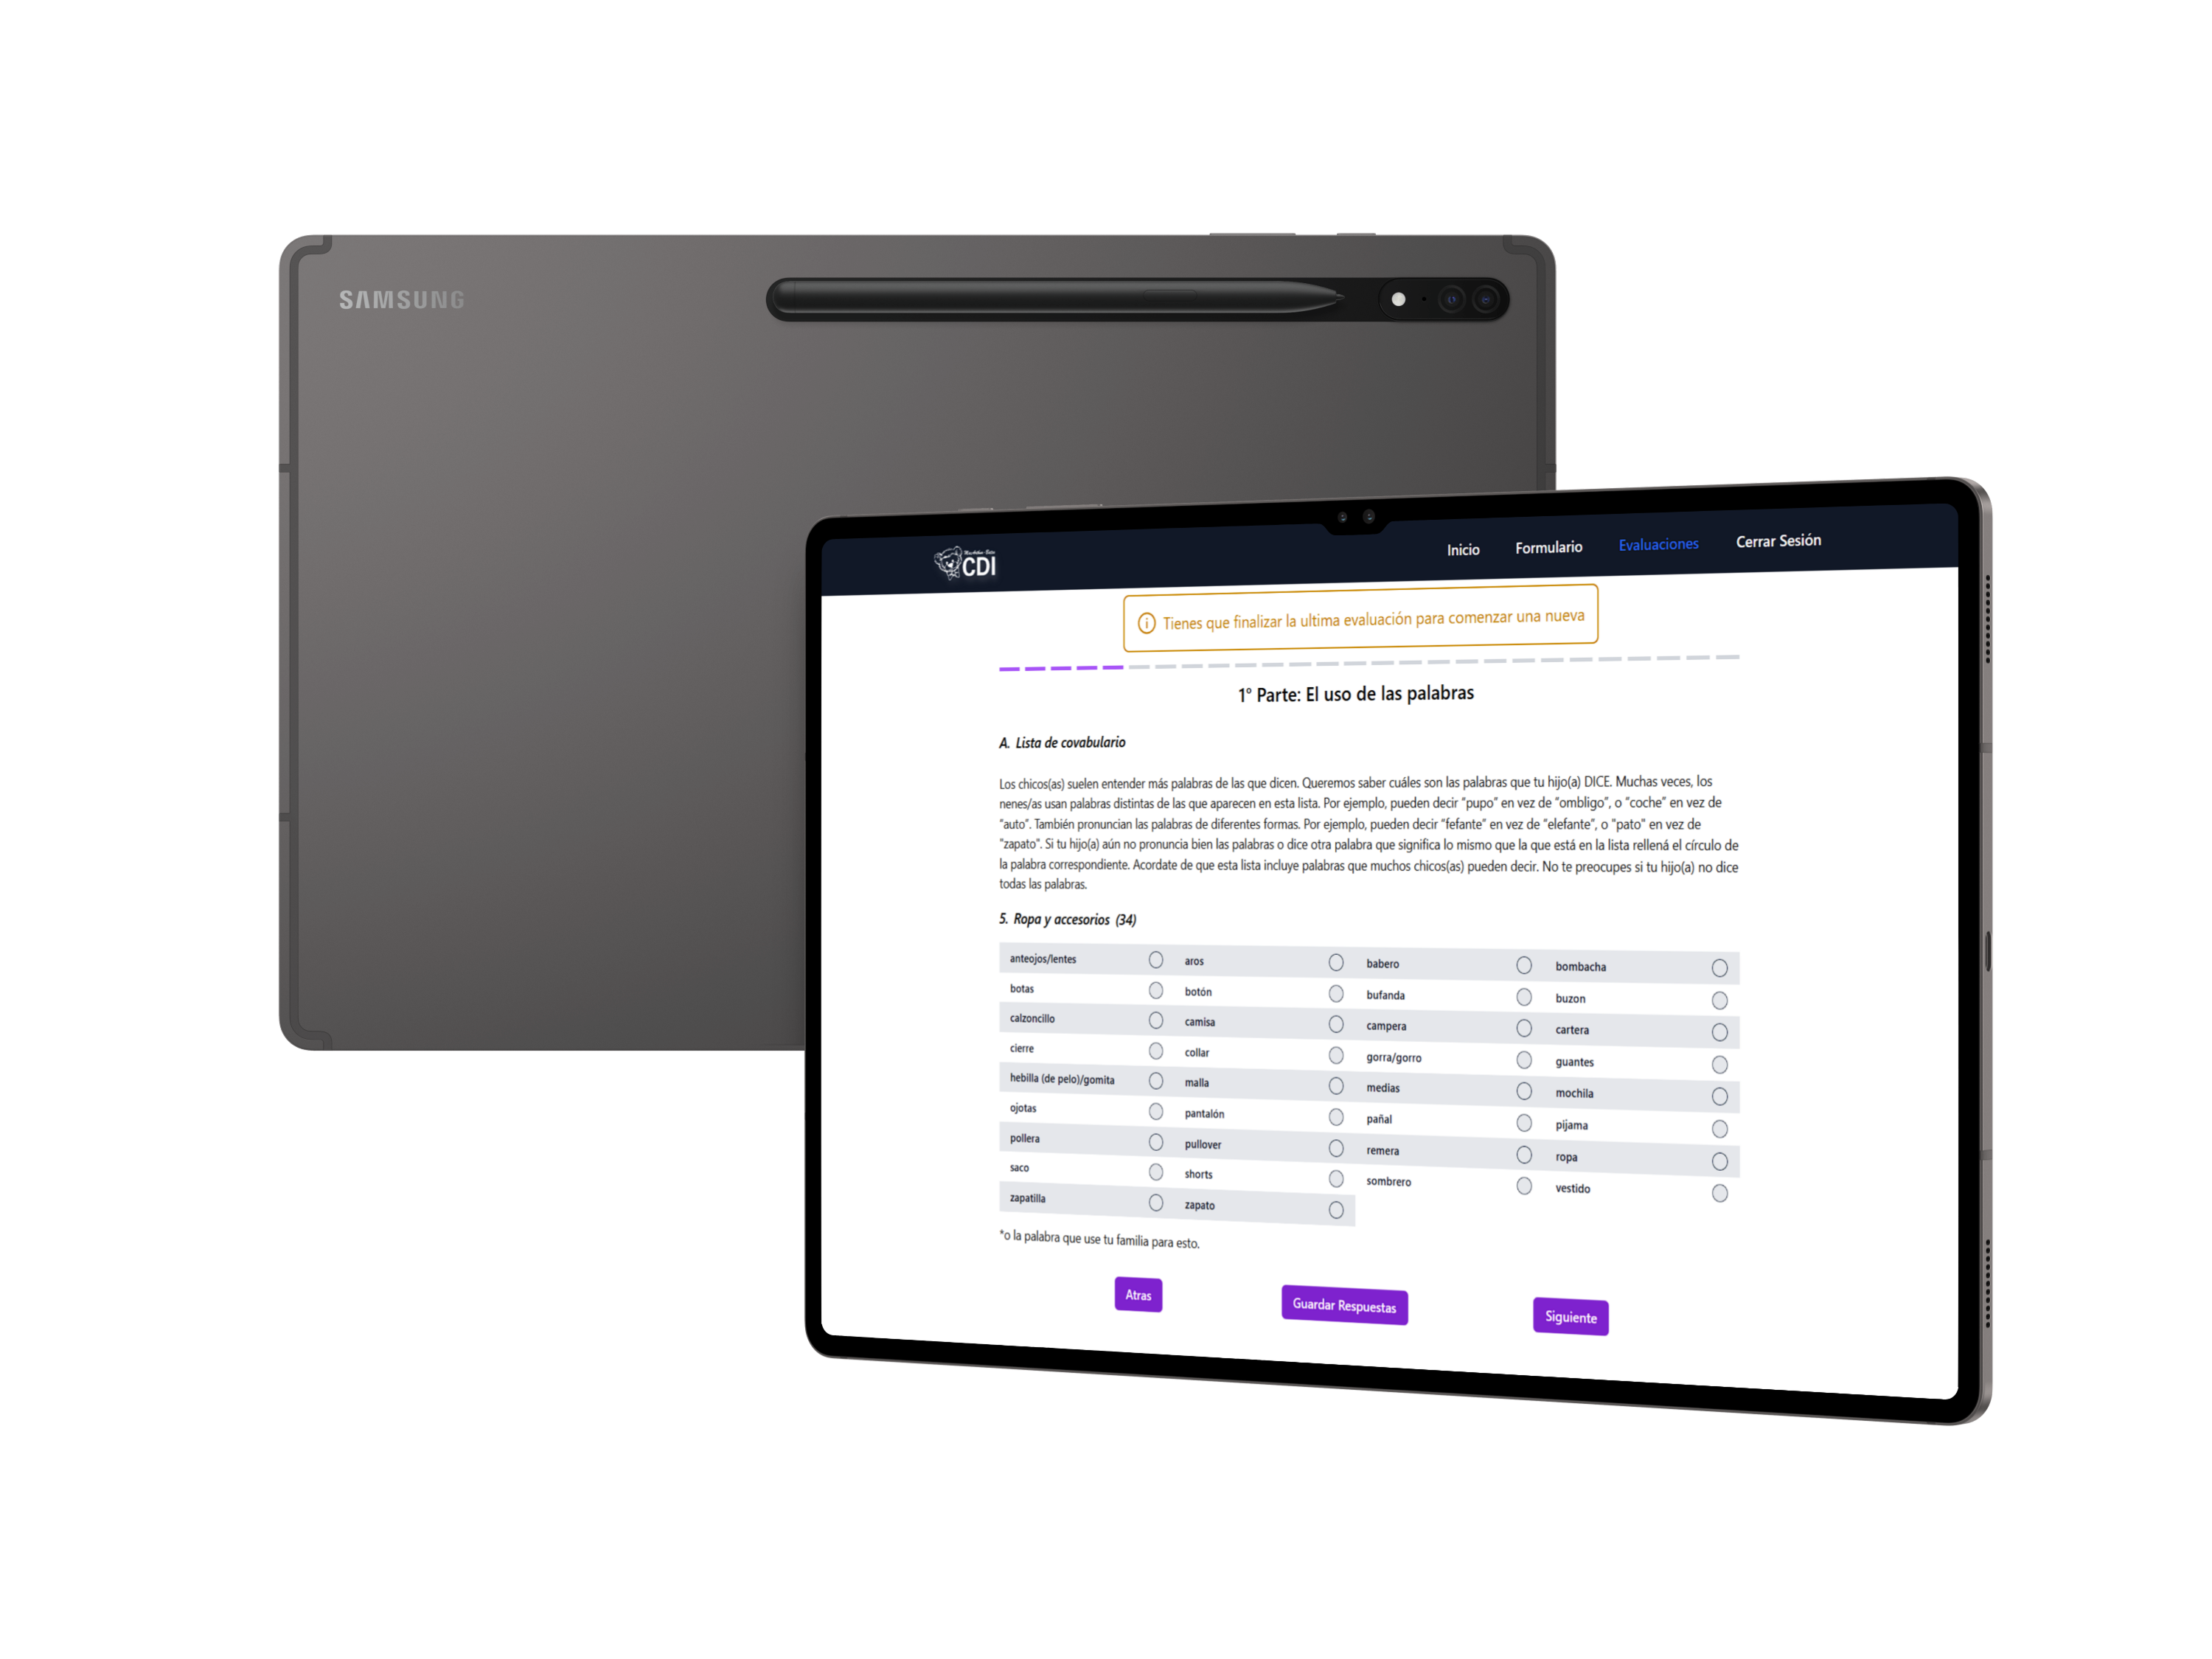 SAMSUNG
CDI
Inicio Formulario Evaluaciones Cerrar Sesión
Tienes que finalizar la ultima evaluación para comenzar una nueva
1° Parte: El uso de las palabras
A. Lista de covabulario
Los chicos(as) suelen entender más palabras de las que dicen. Queremos saber cuáles son las palabras que tu hijo(a) DICE. Muchas veces, los
nenes/as usan palabras distintas de las que aparecen en esta lista. Por ejemplo, pueden decir "pupo" en vez de "ombligo", o "coche" en vez de
"auto". También pronuncian las palabras de diferentes formas. Por ejemplo, pueden decir "fefante" en vez de "elefante", o "pato" en vez de
"zapato". Si tu hijo(a) aún no pronuncia bien las palabras o dice otra palabra que significa lo mismo que la que está en la lista rellená el círculo de
la palabra correspondiente. Acordate de que esta lista incluye palabras que muchos chicos(as) pueden decir. No te preocupes si tu hijo(a) no dice
todas las palabras.
5. Ropa y accesorios (34)
anteojos/lentes aros babero bombacha
botas botón bufanda buzon
calzoncillo camisa campera cartera
cierre collar gorra/gorro guantes
hebilla (de pelo)/gomita malla medias mochila
ojotas pantalón pañal pijama
pollera pullover remera ropa
saco shorts sombrero vestido
zapatilla zapato
*o la palabra que use tu familia para esto.
Atras Guardar Respuestas Siguiente